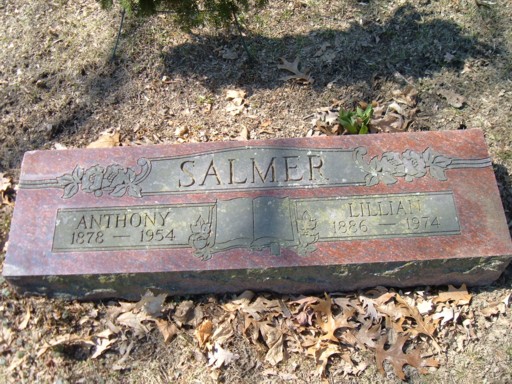 SALMER
ANTHONY
1878 — 1954
LILLIAN
1886 — 1974